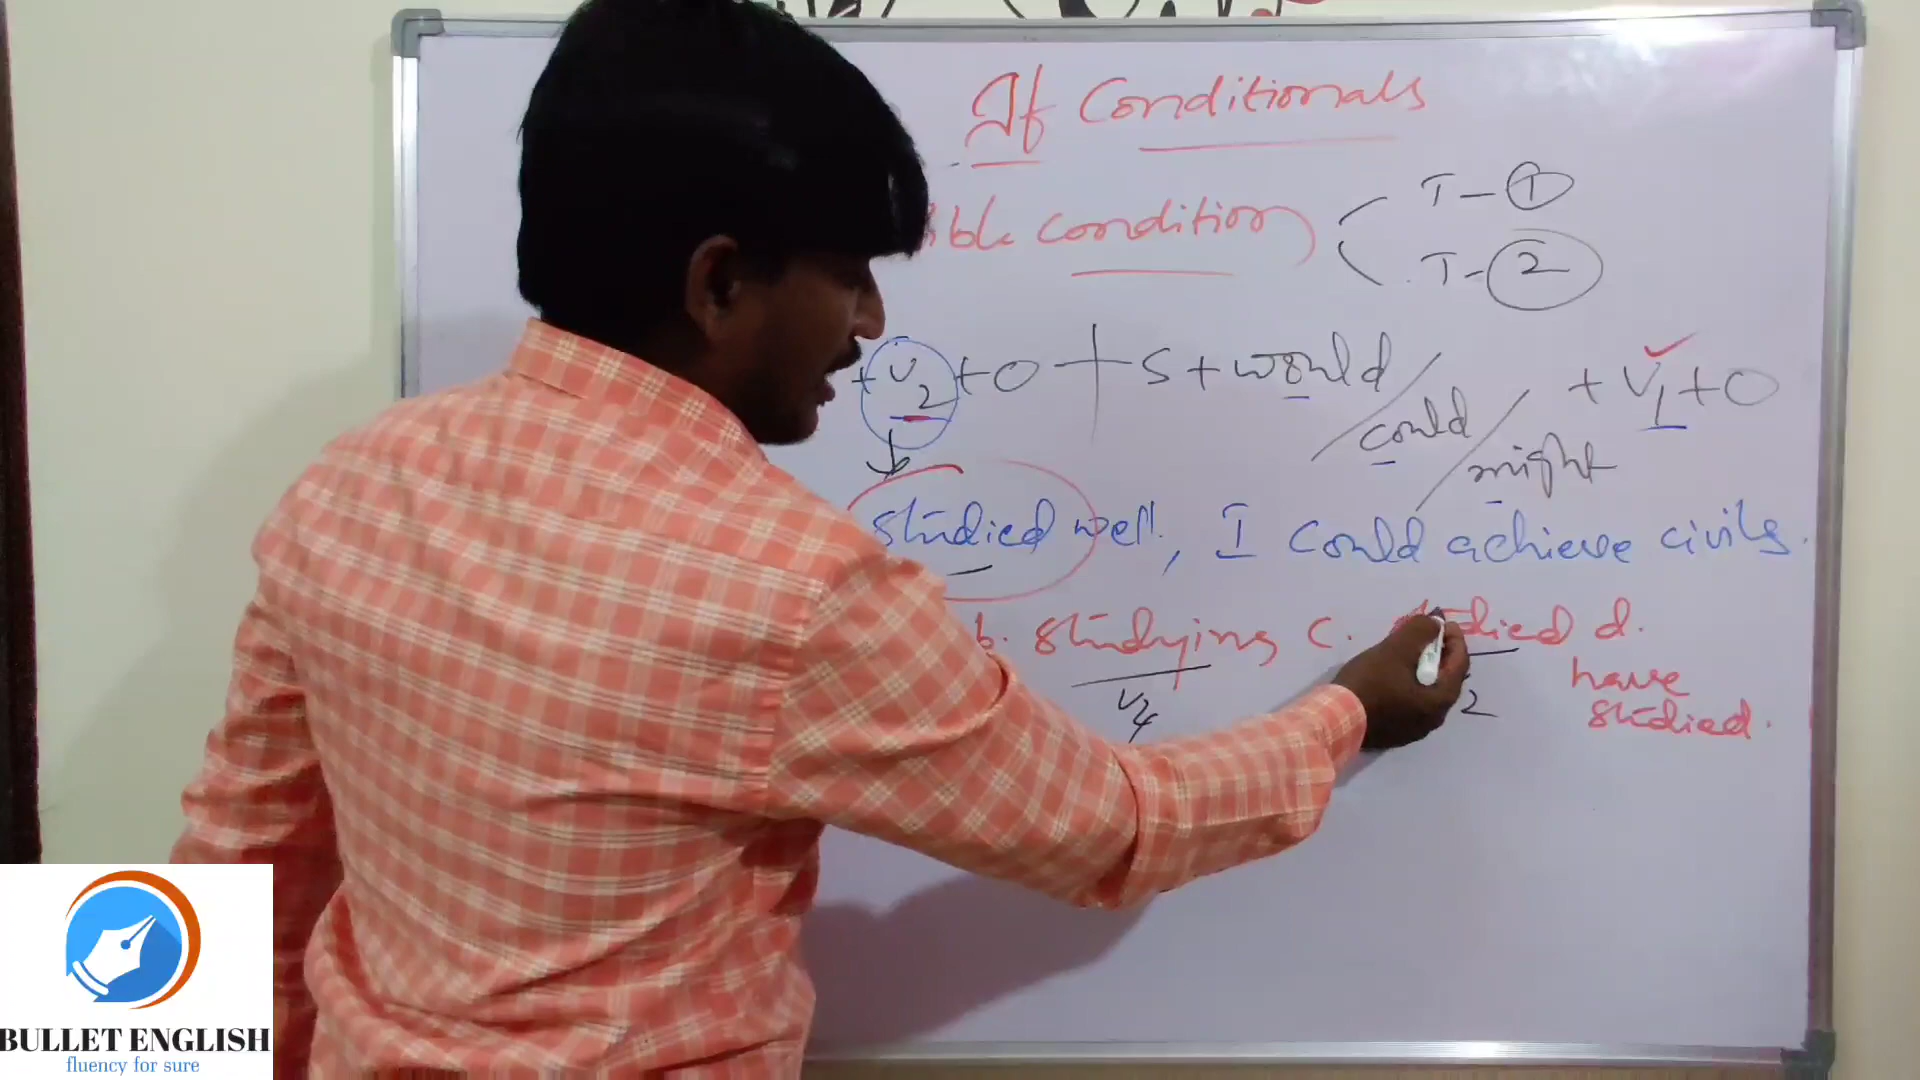 If Conditionals
condition
T - 1
T - 2
+ V2 + O + S + would / could / might + V1 + O
studied well, I could achieve civils.
b. studying c. studied d. have studied.
V4
2
BULLET ENGLISH
fluency for sure